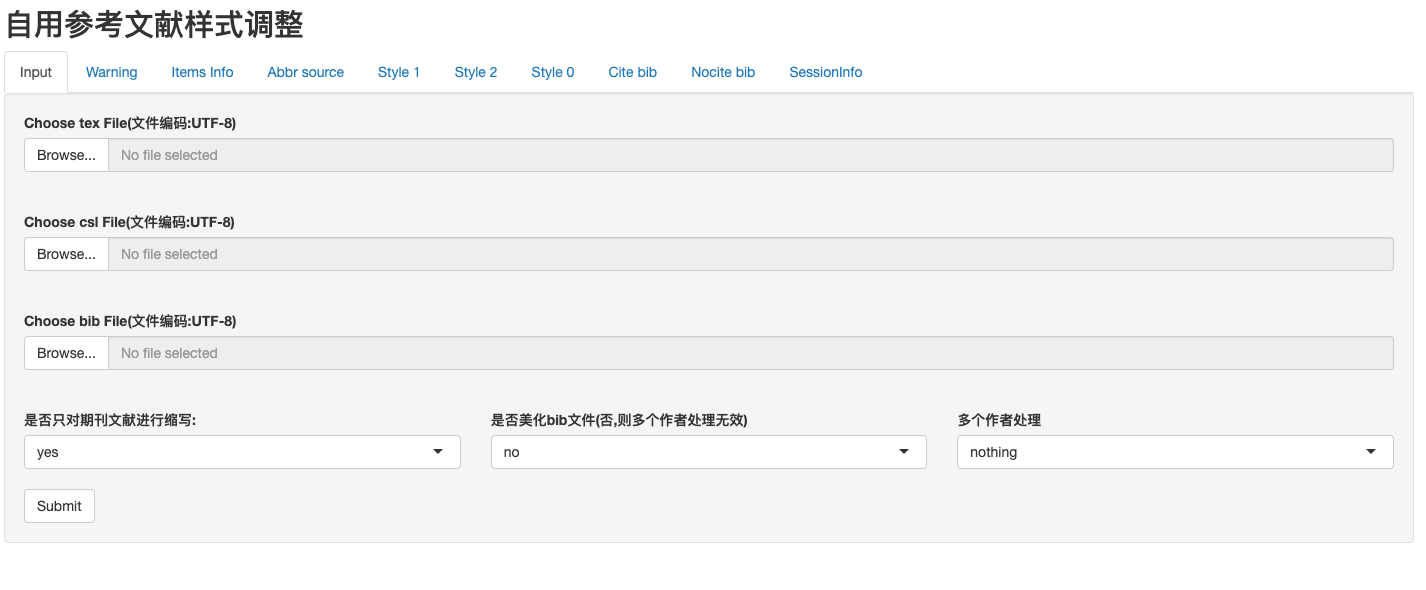 自用参考文献样式调整
Input Warning Items Info Abbr source Style 1 Style 2 Style 0 Cite bib Nocite bib SessionInfo
Choose tex File(文件编码:UTF-8)
Browse... No file selected
Choose csl File(文件编码:UTF-8)
Browse... No file selected
Choose bib File(文件编码:UTF-8)
Browse... No file selected
是否只对期刊文献进行缩写: 是否美化bib文件(否,则多个作者处理无效) 多个作者处理
yes no nothing
Submit